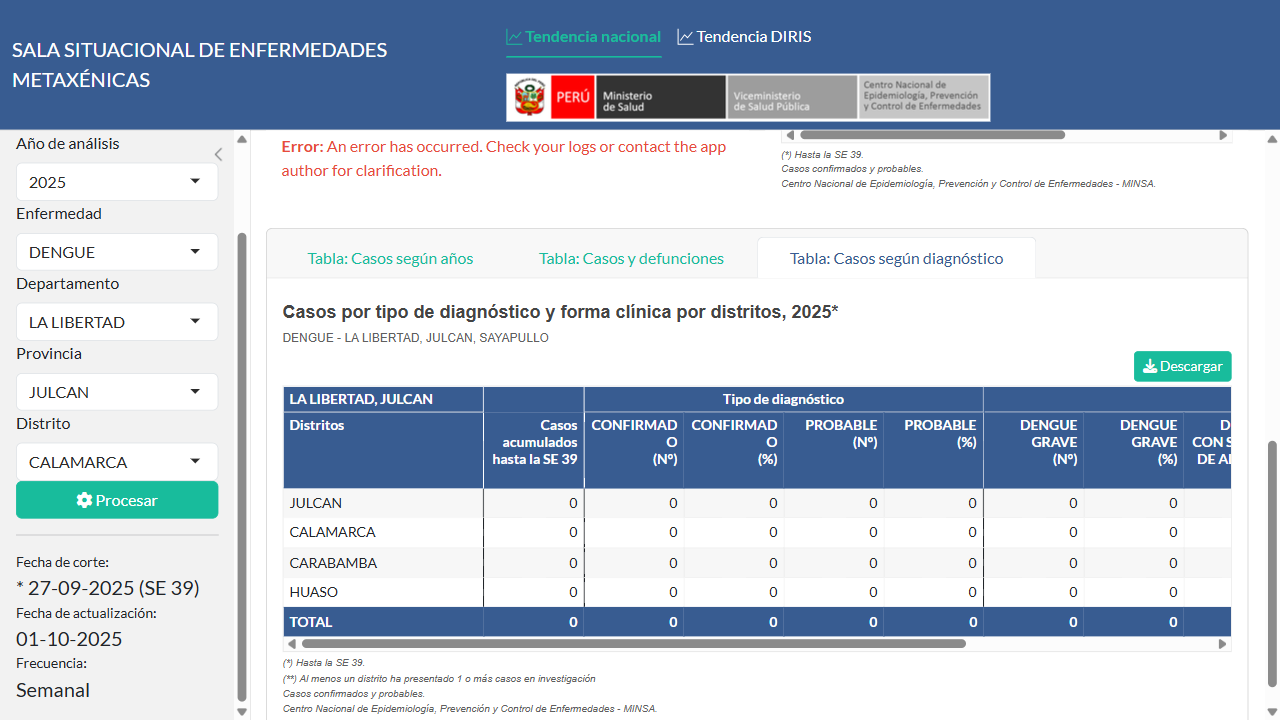 SALA SITUACIONAL DE ENFERMEDADES
METAXÉNICAS
Tendencia nacional
Tendencia DIRIS
PERÚ
Ministerio
de Salud
Viceministerio
de Salud Pública
Centro Nacional de
Epidemiología, Prevención
y Control de Enfermedades
Año de análisis
2025
Enfermedad
DENGUE
Departamento
LA LIBERTAD
Provincia
JULCAN
Distrito
CALAMARCA
Procesar
Fecha de corte:
* 27-09-2025 (SE 39)
Fecha de actualización:
01-10-2025
Frecuencia:
Semanal
Error: An error has occurred. Check your logs or contact the app
author for clarification.
(*) Hasta la SE 39.
Casos confirmados y probables.
Centro Nacional de Epidemiología, Prevención y Control de Enfermedades - MINSA.
Tabla: Casos según años
Tabla: Casos y defunciones
Tabla: Casos según diagnóstico
Casos por tipo de diagnóstico y forma clínica por distritos, 2025*
DENGUE - LA LIBERTAD, JULCAN, SAYAPULLO
Descargar
LA LIBERTAD, JULCAN
Tipo de diagnóstico
Distritos
Casos
acumulados
hasta la SE 39
CONFIRMAD
O
(N°)
CONFIRMAD
O
(%)
PROBABLE
(N°)
PROBABLE
(%)
DENGUE
GRAVE
(N°)
DENGUE
GRAVE
(%)
D
CON S
DE A
JULCAN 0 0 0 0 0 0 0
CALAMARCA 0 0 0 0 0 0 0
CARABAMBA 0 0 0 0 0 0 0
HUASO 0 0 0 0 0 0 0
TOTAL 0 0 0 0 0 0 0
(*) Hasta la SE 39.
(**) Al menos un distrito ha presentado 1 o más casos en investigación
Casos confirmados y probables.
Centro Nacional de Epidemiología, Prevención y Control de Enfermedades - MINSA.